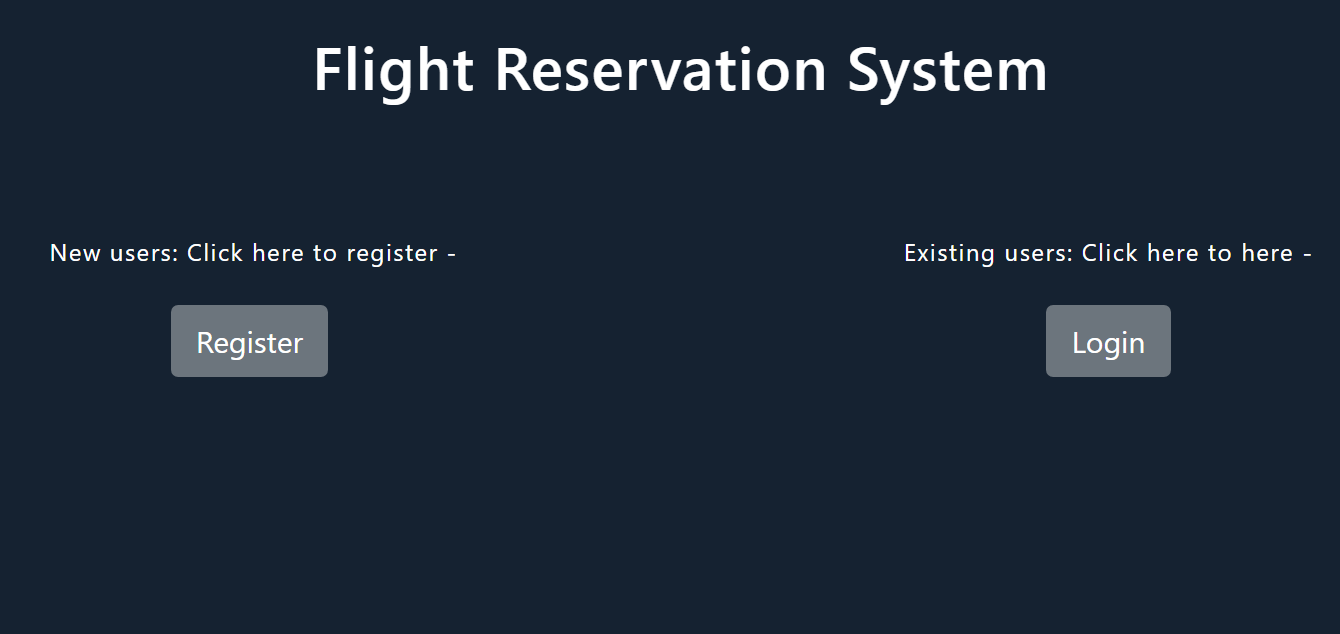 Flight Reservation System
New users: Click here to register -
Existing users: Click here to here -
Register
Login